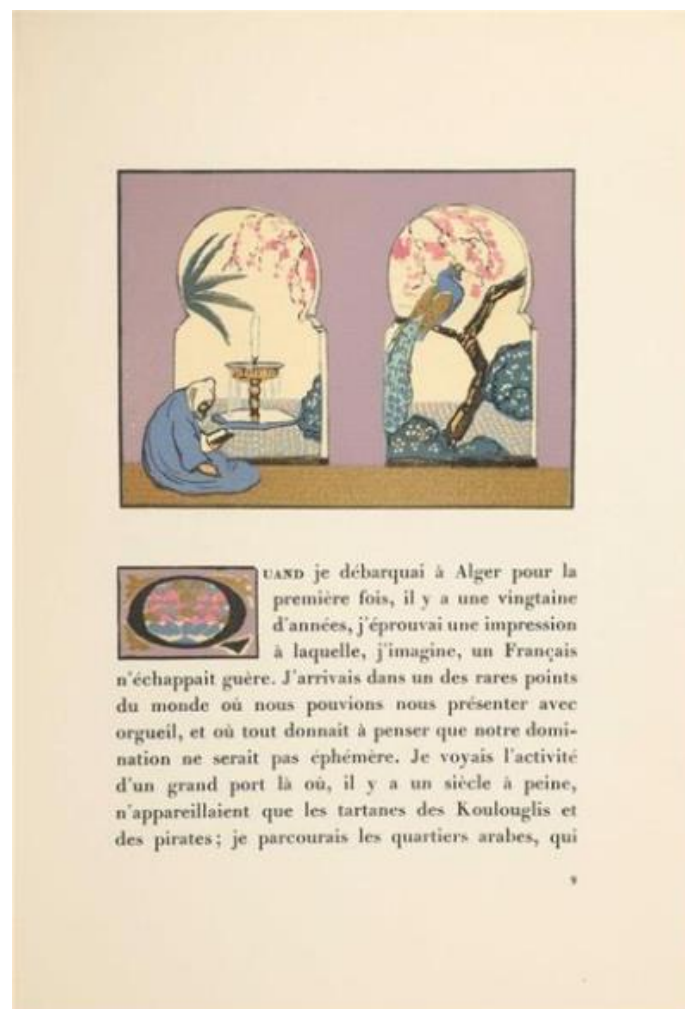 QUAND je débarquai à Alger pour la
première fois, il y a une vingtaine
d'années, j'éprouvai une impression
à laquelle, j'imagine, un Français
n'échappait guère. J'arrivais dans un des rares points
du monde où nous pouvions nous présenter avec
orgueil, et où tout donnait à penser que notre domi-
nation ne serait pas éphémère. Je voyais l'activité
d'un grand port là où, il y a un siècle à peine,
n'appareillaient que les tartanes des Koulouglis et
des pirates; je parcourais les quartiers arabes, qui
9